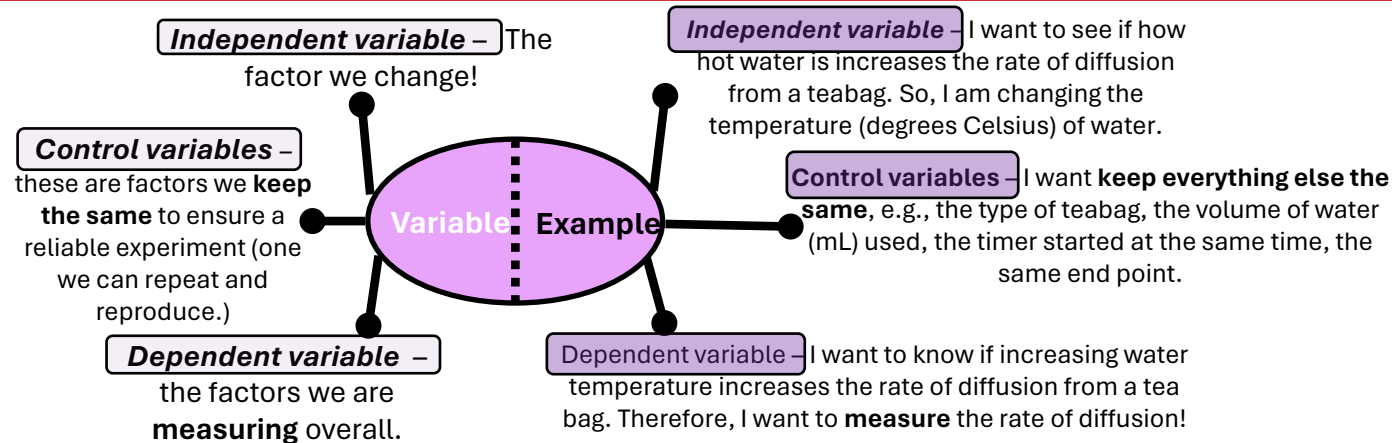 Independent variable – The
factor we change!
Control variables –
these are factors we keep
the same to ensure a
reliable experiment (one
we can repeat and
reproduce.)
Dependent variable –
the factors we are
measuring overall.
Variable
Example
Independent variable – I want to see if how
hot water is increases the rate of diffusion
from a teabag. So, I am changing the
temperature (degrees Celsius) of water.
Control variables – I want keep everything else the
same, e.g., the type of teabag, the volume of water
(mL) used, the timer started at the same time, the
same end point.
Dependent variable – I want to know if increasing water
temperature increases the rate of diffusion from a tea
bag. Therefore, I want to measure the rate of diffusion!